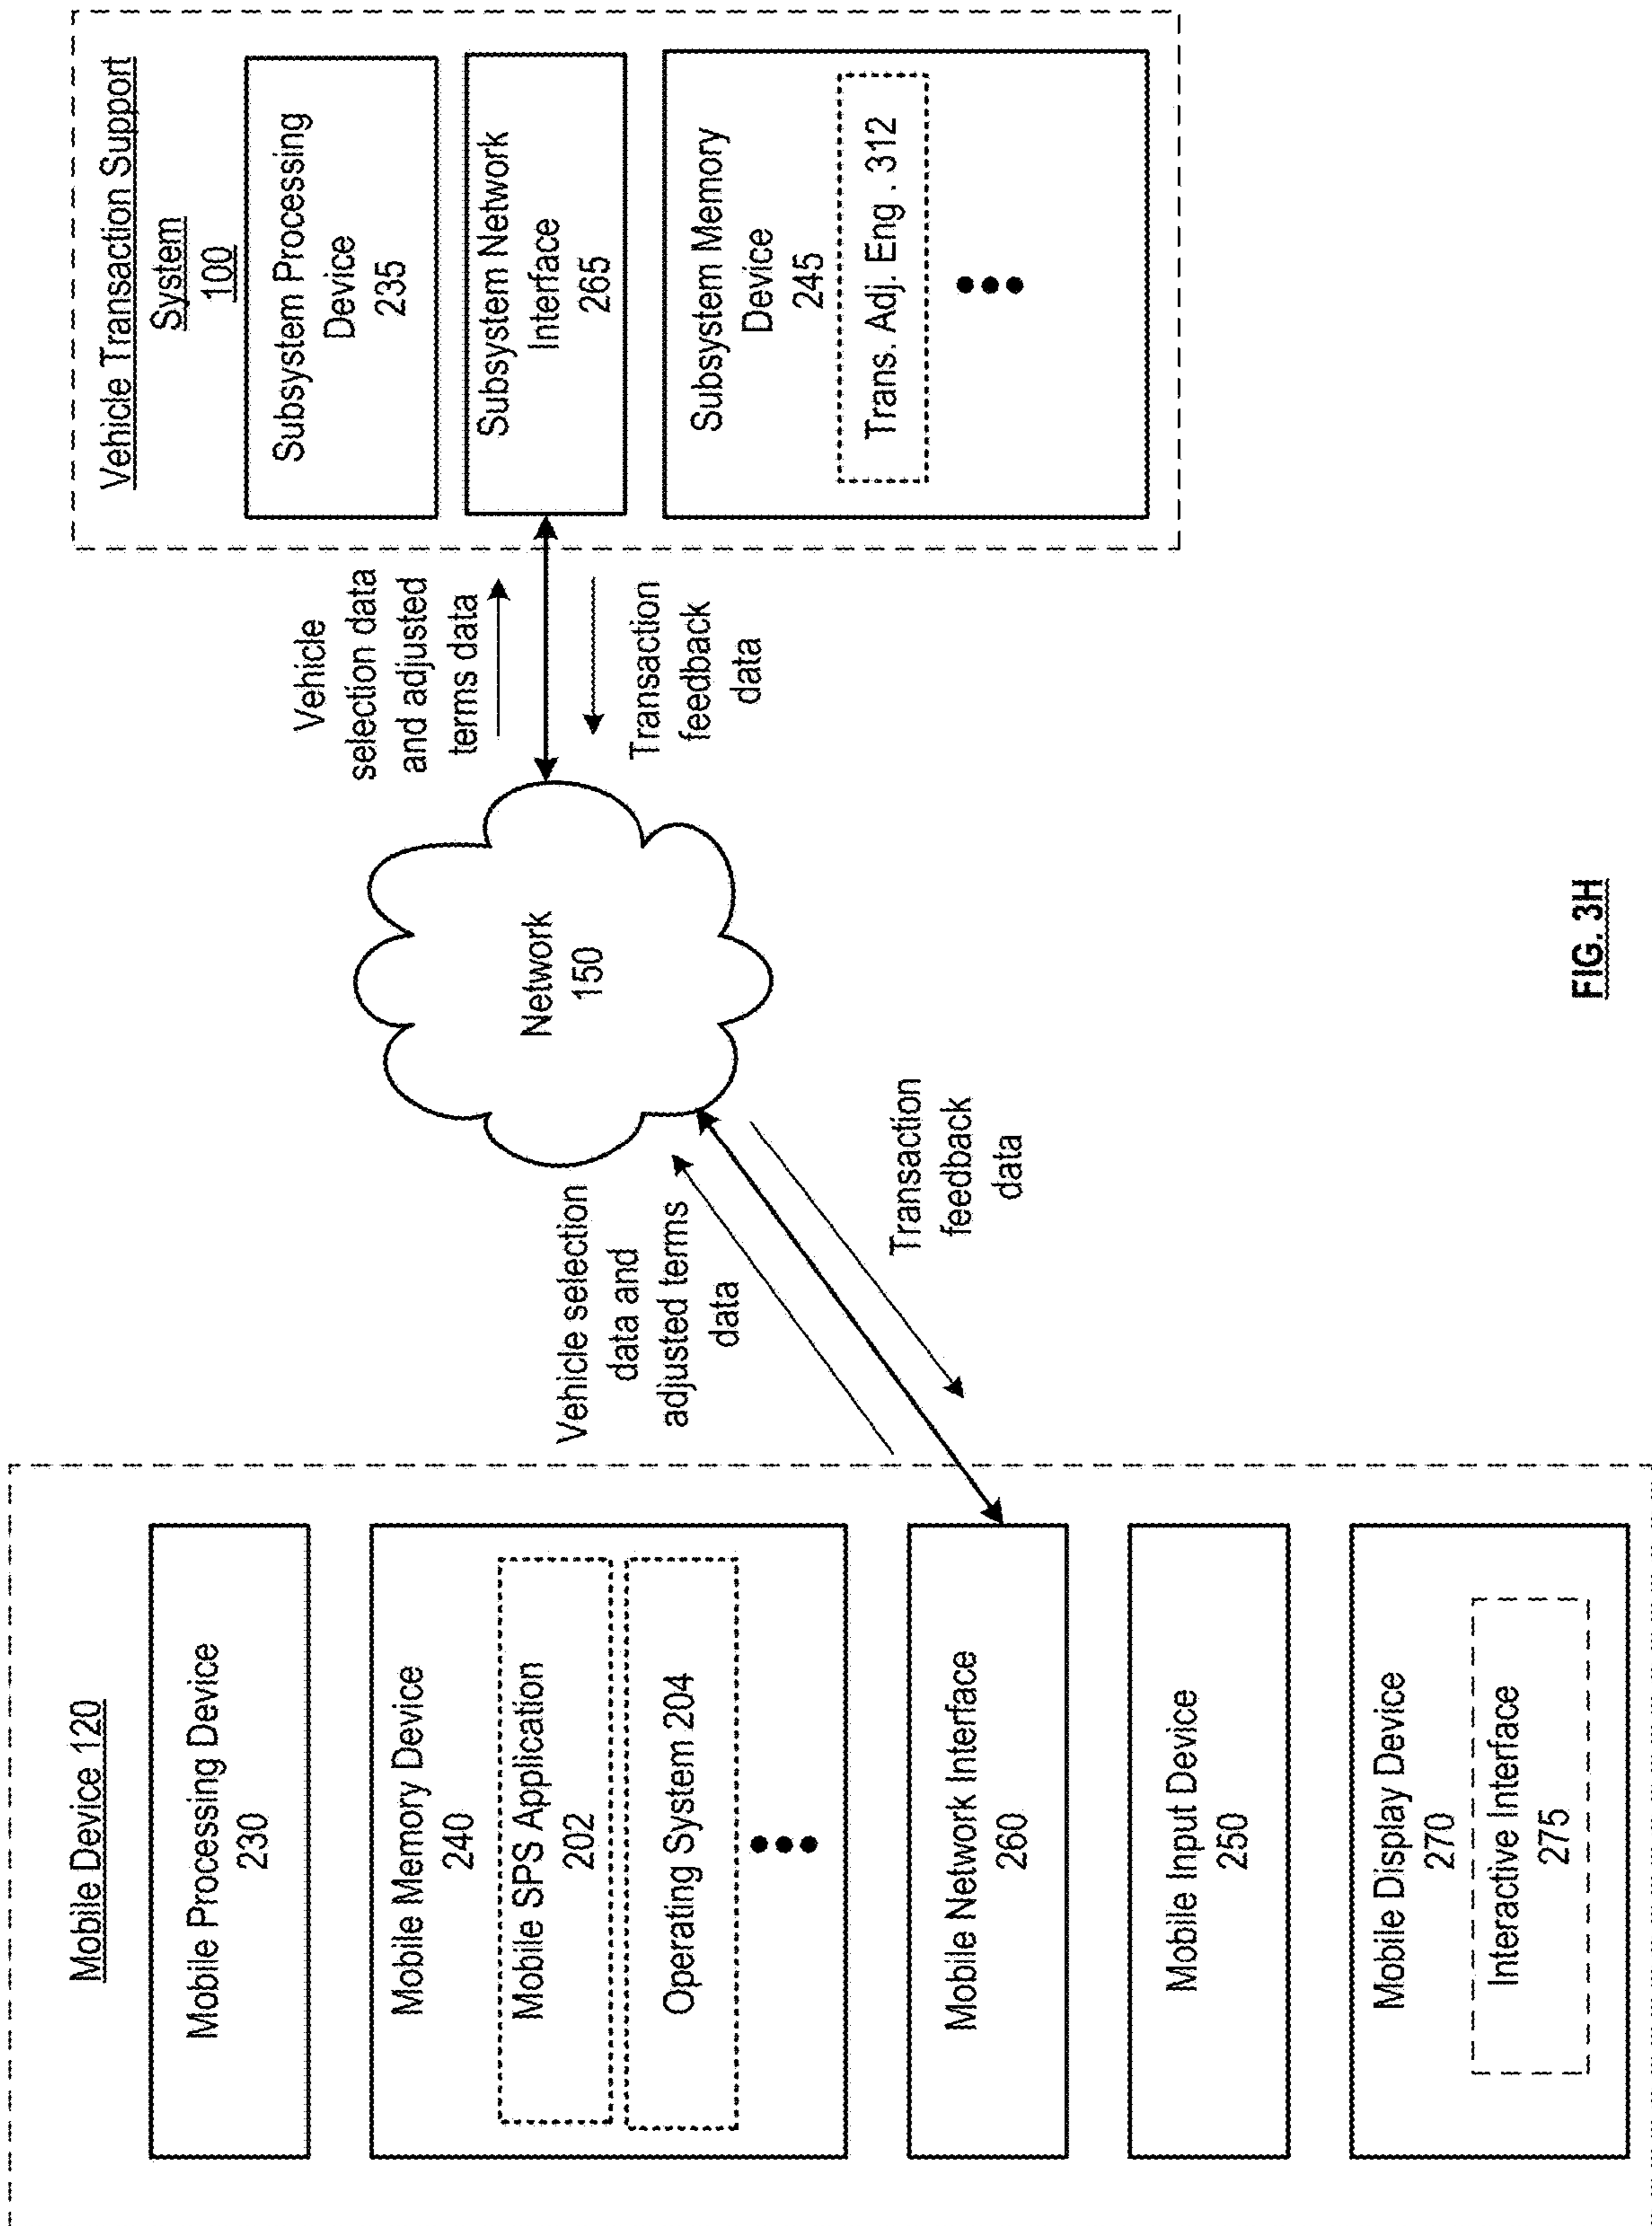 Mobile Device 120
Mobile Processing Device
230
Mobile Memory Device
240
Mobile SPS Application
202
Operating System 204
Mobile Network Interface
260
Mobile Input Device
250
Mobile Display Device
270
Interactive Interface
275
Vehicle selection
data and
adjusted terms
data
Transaction
feedback
data
Network
150
Vehicle
selection data
and adjusted
terms data
Transaction
feedback
data
Vehicle Transaction Support
System
100
Subsystem Processing
Device
235
Subsystem Network
Interface
265
Subsystem Memory
Device
245
Trans. Adj. Eng . 312
FIG. 3H